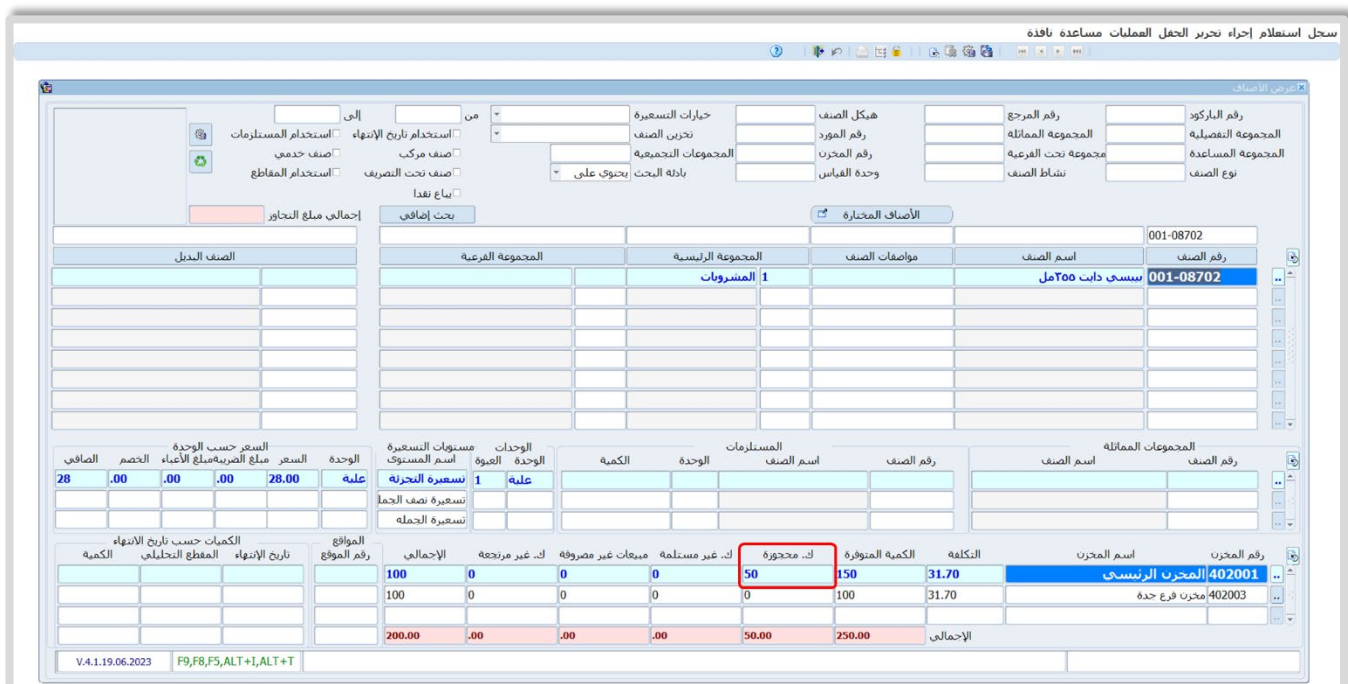 سجل استعلام إجراء تحرير الحقل العمليات مساعدة نافذة
عرض الأصناف
رقم الباركود رقم المرجع هيكل الصنف خيارات التسعيرة من إلى
المجموعة التفصيلية المجموعة المماثلة رقم المورد تخزين الصنف استخدام تاريخ الإنتهاء استخدام المستلزمات
المجموعة المساعدة مجموعة تحت الفرعية رقم المخزن المجموعات التجميعية صنف مركب صنف خدمي
نوع الصنف نشاط الصنف وحدة القياس بادئة البحث يحتوي على صنف تحت التصريف استخدام المقاطع
يباع نقدا
الأصناف المختارة بحث إضافي إجمالي مبلغ التجاوز
001-08702
رقم الصنف اسم الصنف مواصفات الصنف المجموعة الرئيسية المجموعة الفرعية الصنف البديل
001-08702 بيبسي دايت ٢٥٥مل 1 المشروبات
المجموعات المماثلة المستلزمات الوحدات مستويات التسعيرة السعر حسب الوحدة
رقم الصنف اسم الصنف رقم الصنف اسم الصنف الوحدة الكمية الوحدة العبوة اسم المستوى الوحدة السعر مبلغ الضريبة مبلغ الأعباء الخصم الصافي
علبة 1 تسعيرة التجزئة علبة 28.00 .00 .00 .00 28
تسعيرة نصف الجمل
تسعيرة الجمله
المواقع الكميات حسب تاريخ الانتهاء
رقم المخزن اسم المخزن التكلفة الكمية المتوفرة ك. محجوزة ك. غير مستلمة مبيعات غير مصروفة ك. غير مرتجعة الإجمالي رقم الموقع تاريخ الإنتهاء المقطع التحليلي الكمية
402001 المخزن الرئيسي 31.70 150 50 0 0 0 100
402003 مخزن فرع جدة 31.70 100 0 0 0 0 100
الإجمالي 250.00 50.00 .00 .00 .00 200.00
F9,F8,F5,ALT+I,ALT+T V.4.1.19.06.2023